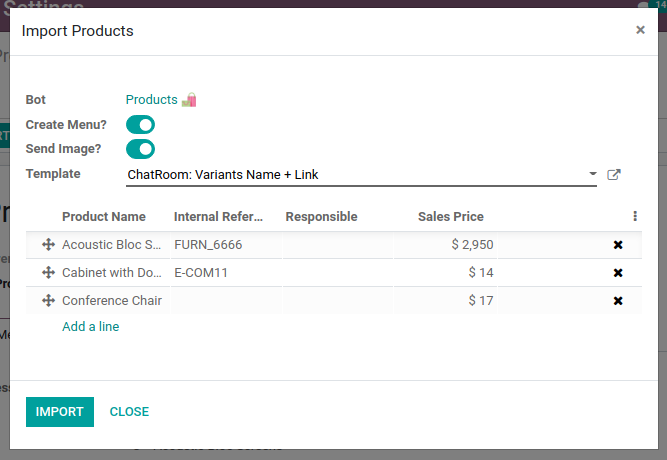 Settings
14
Import Products ×
Bot Products
Create Menu?
Send Image?
Template ChatRoom: Variants Name + Link
Product Name Internal Refer... Responsible Sales Price
Acoustic Bloc S... FURN_6666 $ 2,950
Cabinet with Do... E-COM11 $ 14
Conference Chair $ 17
Add a line
IMPORT CLOSE